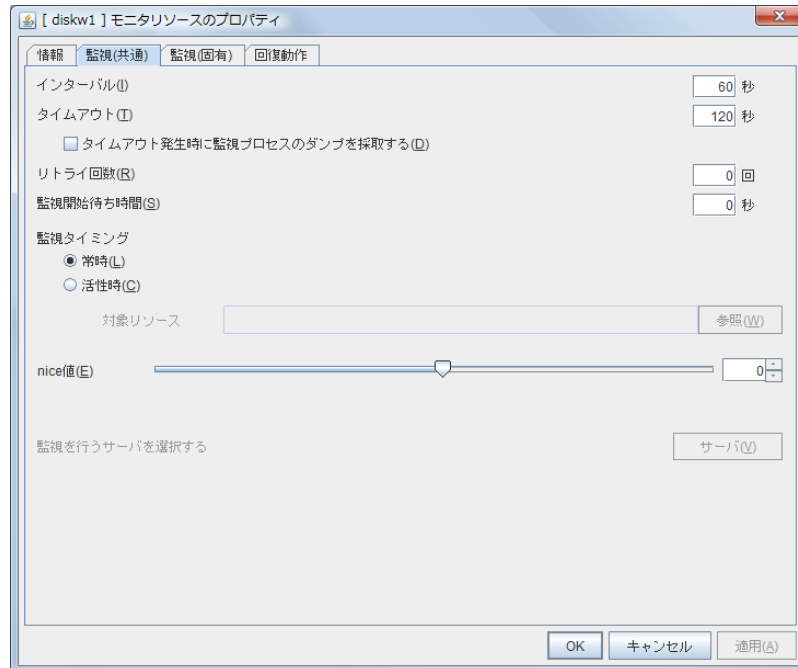 [ diskw1 ] モニタリソースのプロパティ
情報 監視(共通) 監視(固有) 回復動作
インターバル(I) 60 秒
タイムアウト(T) 120 秒
タイムアウト発生時に監視プロセスのダンプを採取する(D)
リトライ回数(R) 0 回
監視開始待ち時間(S) 0 秒
監視タイミング
常時(L)
活性時(C)
対象リソース 参照(W)
nice値(E) 0
監視を行うサーバを選択する サーバ(V)
OK キャンセル 適用(A)